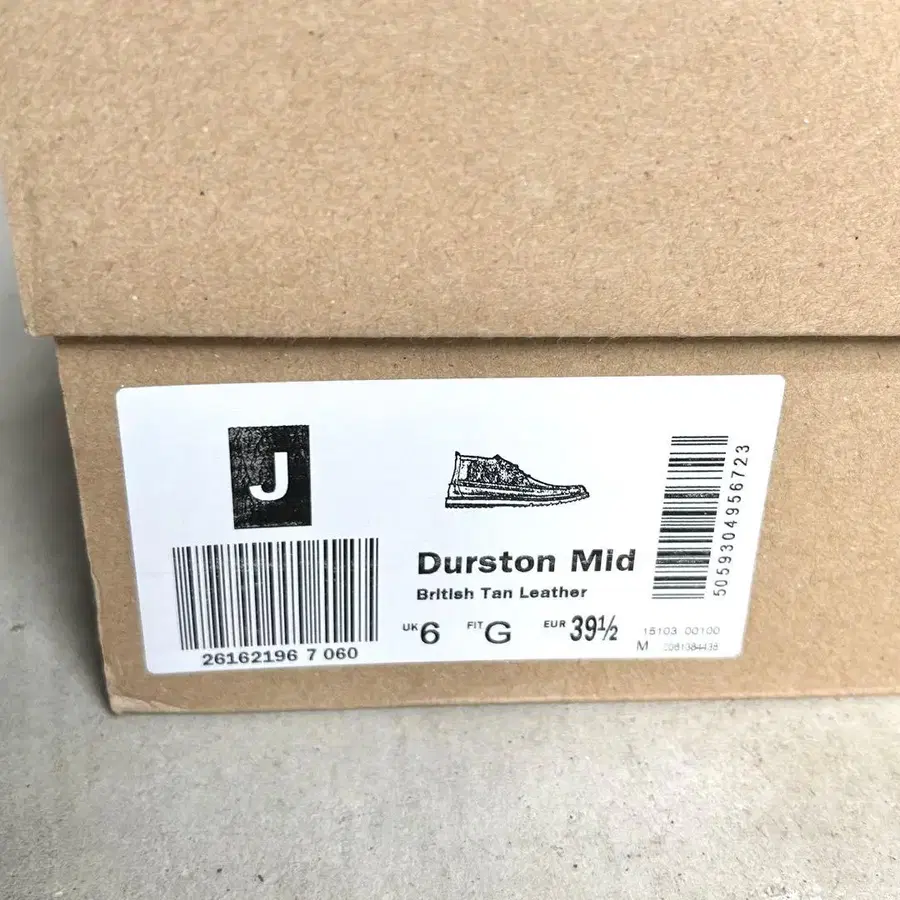 J
26162196 7 060
Durston Mid
British Tan Leather
UK 6 FIT G EUR 39½
5059304956723
15103 00100
M